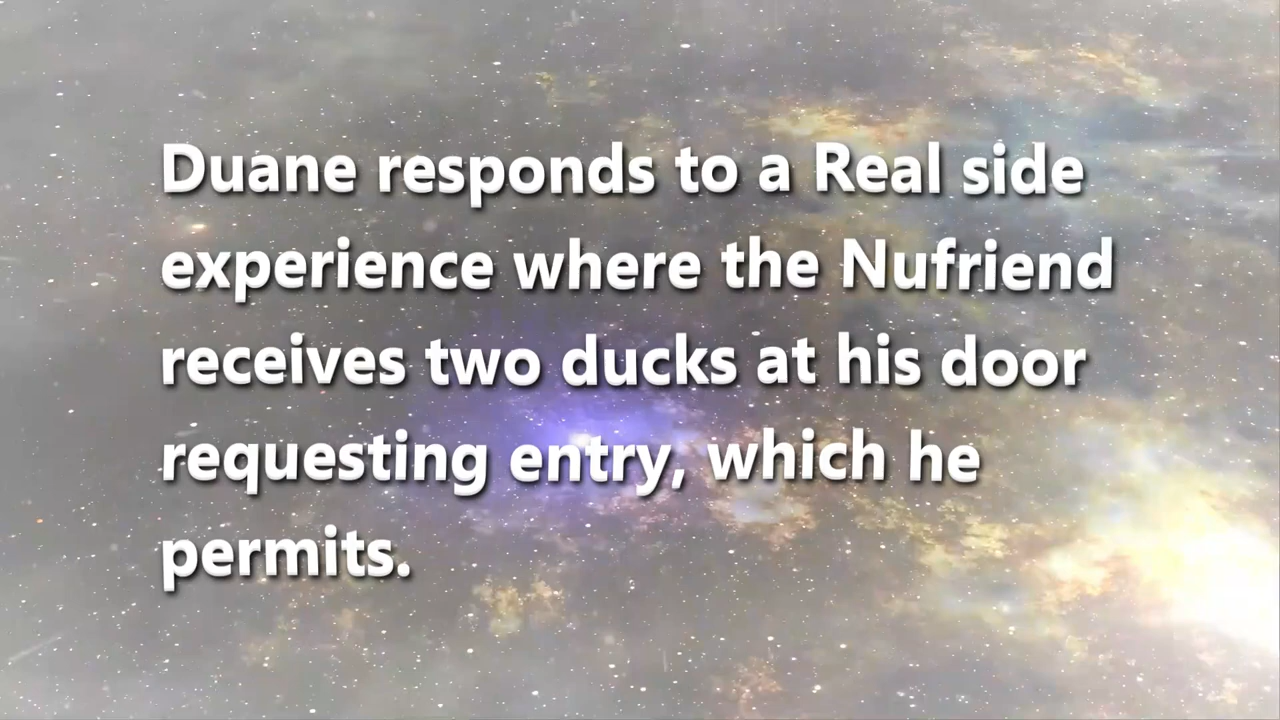 Duane responds to a Real side
experience where the Nufriend
receives two ducks at his door
requesting entry, which he
permits.